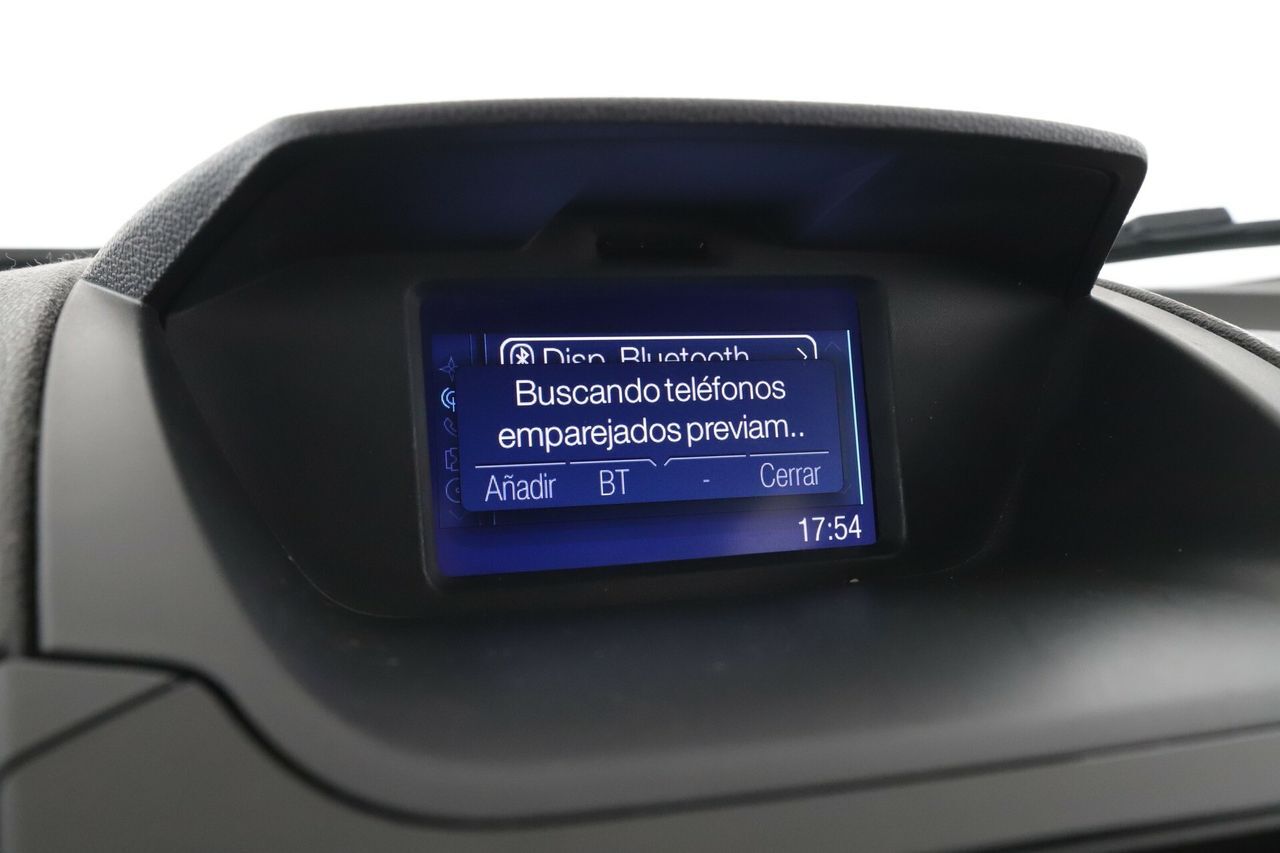 Disp. Bluetooth
Buscando teléfonos
emparejados previam..
Añadir BT - Cerrar
17:54